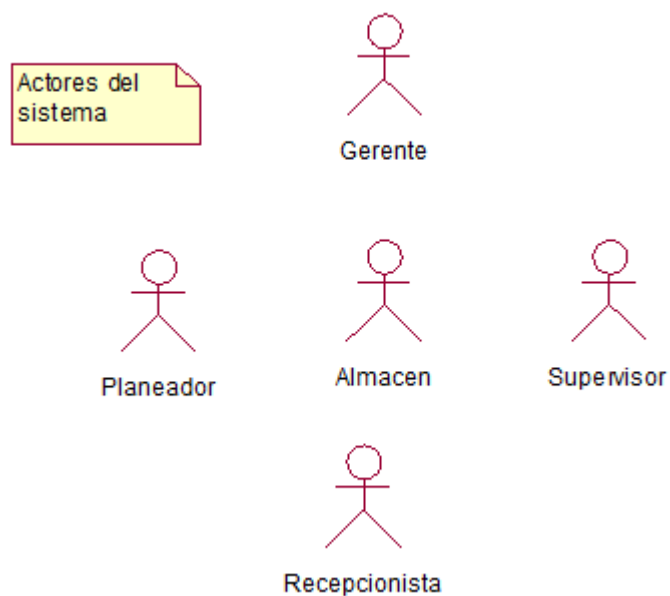 Actores del
sistema
Gerente
Planeador
Almacen
Supervisor
Recepcionista